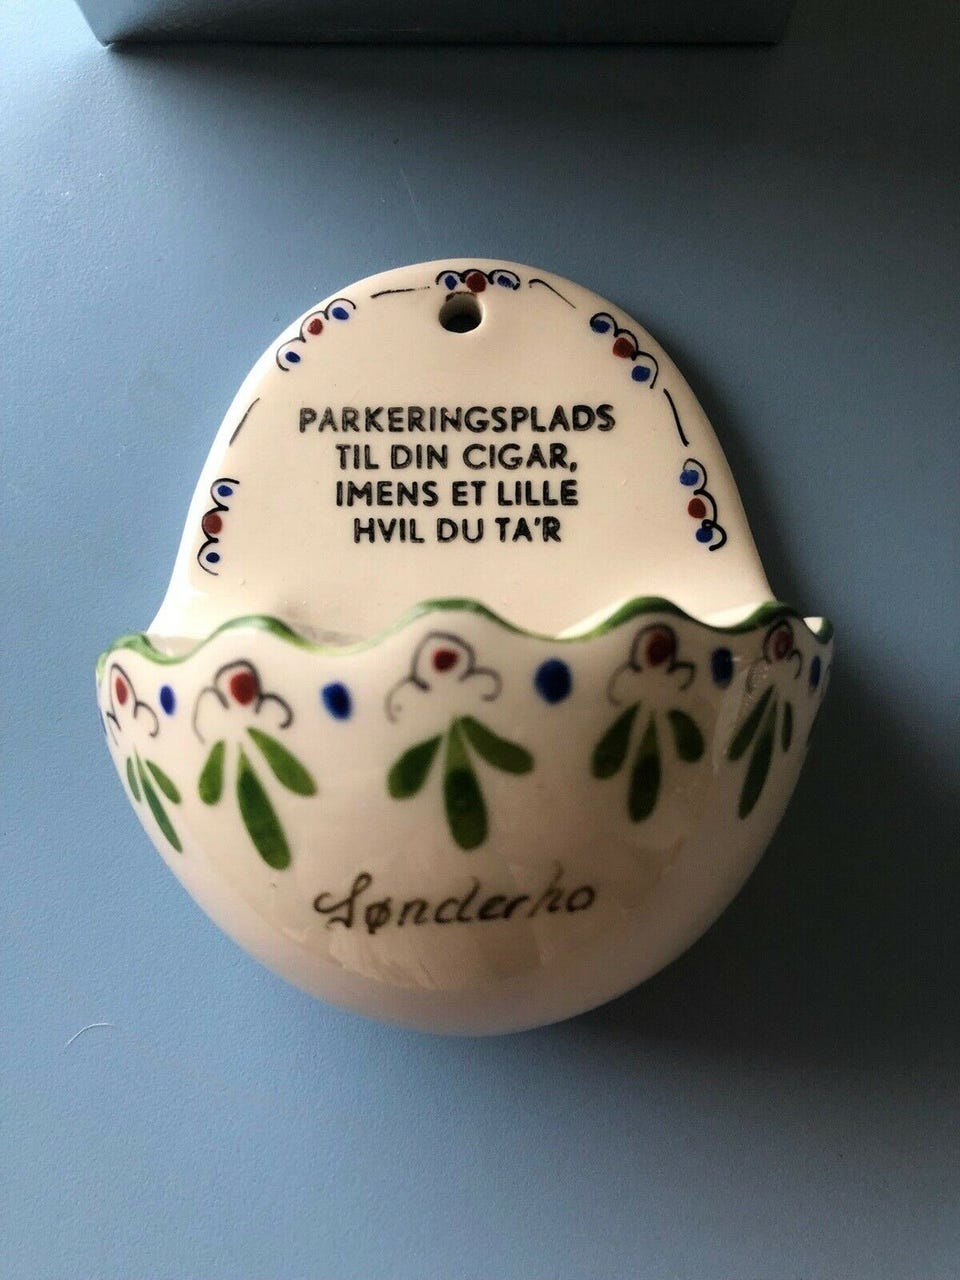 PARKERINGSPLADS
TIL DIN CIGAR,
IMENS ET LILLE
HVIL DU TA'R
Sønderho